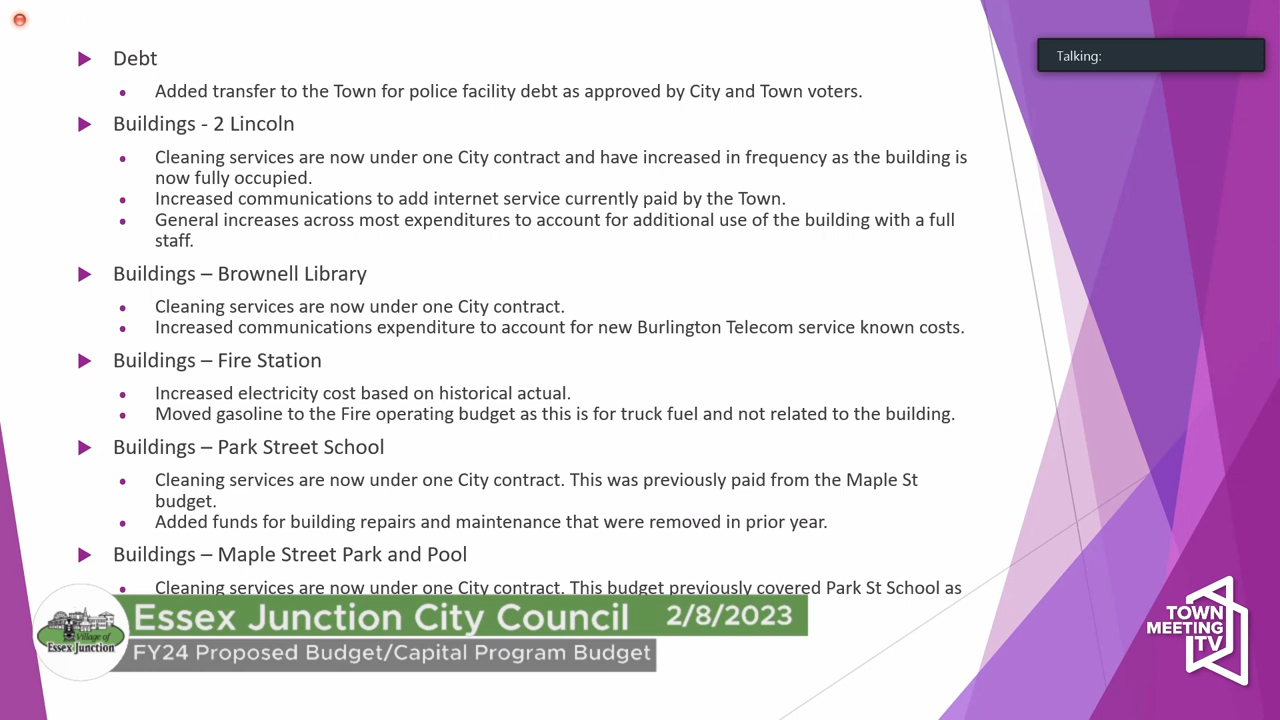 Talking:
Debt
Added transfer to the Town for police facility debt as approved by City and Town voters.
Buildings - 2 Lincoln
Cleaning services are now under one City contract and have increased in frequency as the building is
now fully occupied.
Increased communications to add internet service currently paid by the Town.
General increases across most expenditures to account for additional use of the building with a full
staff.
Buildings – Brownell Library
Cleaning services are now under one City contract.
Increased communications expenditure to account for new Burlington Telecom service known costs.
Buildings – Fire Station
Increased electricity cost based on historical actual.
Moved gasoline to the Fire operating budget as this is for truck fuel and not related to the building.
Buildings – Park Street School
Cleaning services are now under one City contract. This was previously paid from the Maple St
budget.
Added funds for building repairs and maintenance that were removed in prior year.
Buildings – Maple Street Park and Pool
Cleaning services are now under one City contract. This budget previously covered Park St School as
Essex Junction City Council 2/8/2023
FY24 Proposed Budget/Capital Program Budget
Village of
Essex Junction
TOWN
MEETING
TV